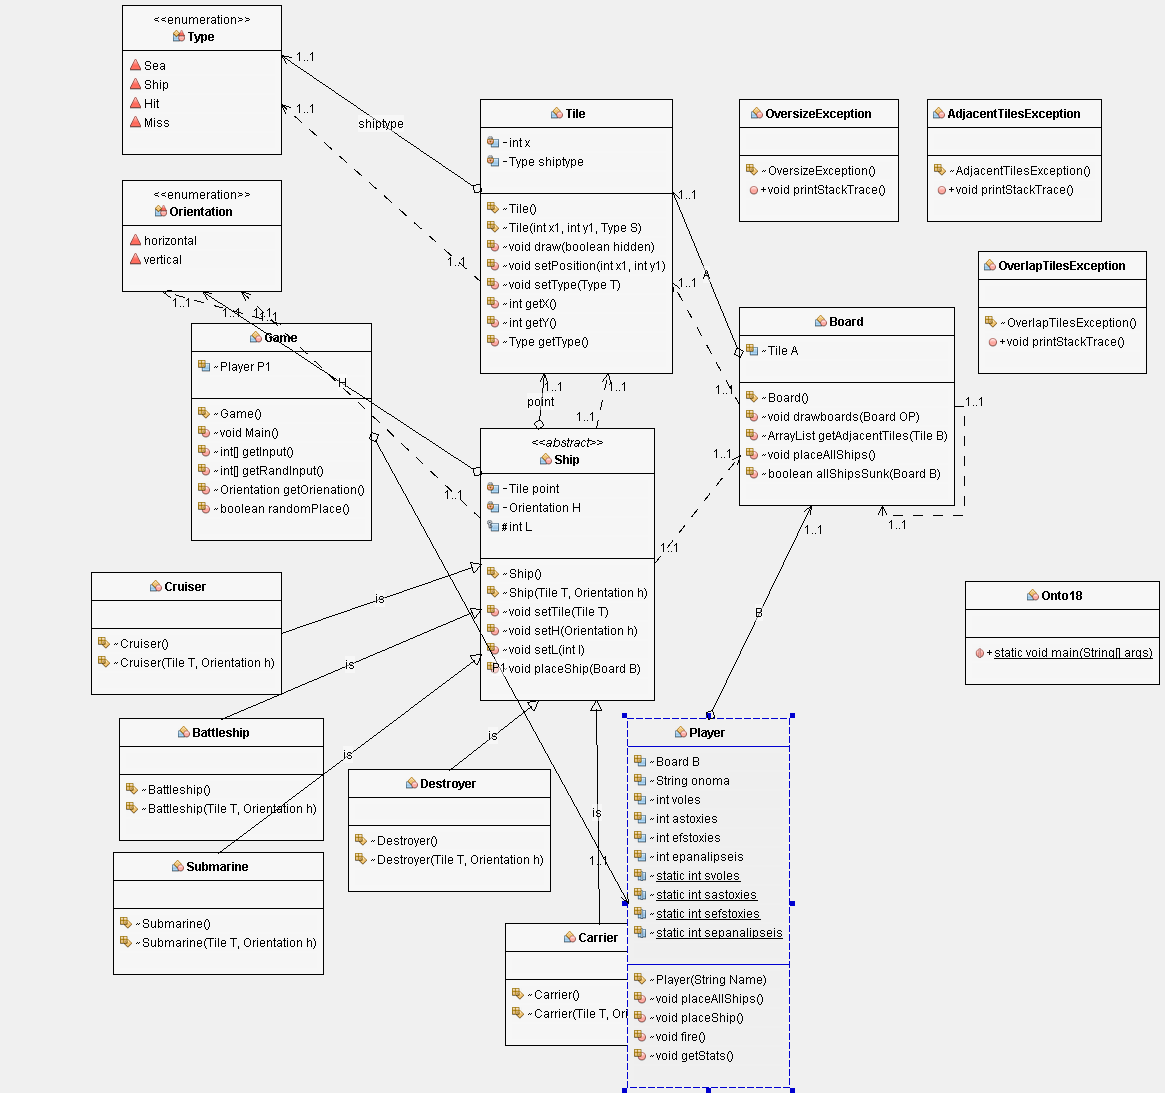 <<enumeration>>
Type
Sea
Ship
Hit
Miss
1..1
1..1
shiptype
Tile
-int x
-Type shiptype
~Tile()
~Tile(int x1, int y1, Type S)
~void draw(boolean hidden)
~void setPosition(int x1, int y1)
~void setType(Type T)
~int getX()
~int getY()
~Type getType()
1..1
1..1
1..1
OversizeException
~OversizeException()
+void printStackTrace()
AdjacentTilesException
~AdjacentTilesException()
+void printStackTrace()
OverlapTilesException
~OverlapTilesException()
+void printStackTrace()
<<enumeration>>
Orientation
horizontal
vertical
1..1
1..1
1..1
1..1
A
Board
~Tile A
~Board()
~void drawboards(Board OP)
~ArrayList getAdjacentTiles(Tile B)
~void placeAllShips()
~boolean allShipsSunk(Board B)
1..1
1..1
1..1
1..1
1..1
Game
~Player P1
~Game()
~void Main()
~int[] getInput()
~int[] getRandInput()
~Orientation getOrienation()
~boolean randomPlace()
H
1..1
1..1
point
1..1
1..1
<<abstract>>
Ship
-Tile point
-Orientation H
#int L
~Ship()
~Ship(Tile T, Orientation h)
~void setTile(Tile T)
~void setH(Orientation h)
~void setL(int l)
void placeShip(Board B)
P1
1..1
1..1
B
Onto18
+static void main(String[] args)
Cruiser
~Cruiser()
~Cruiser(Tile T, Orientation h)
is
Battleship
~Battleship()
~Battleship(Tile T, Orientation h)
is
Submarine
~Submarine()
~Submarine(Tile T, Orientation h)
is
Destroyer
~Destroyer()
~Destroyer(Tile T, Orientation h)
is
is
1..1
Carrier
~Carrier()
~Carrier(Tile T, Ori
Player
~Board B
~String onoma
~int voles
~int astoxies
~int efstoxies
~int epanalipseis
~static int svoles
~static int sastoxies
~static int sefstoxies
~static int sepanalipseis
~Player(String Name)
~void placeAllShips()
~void placeShip()
~void fire()
~void getStats()